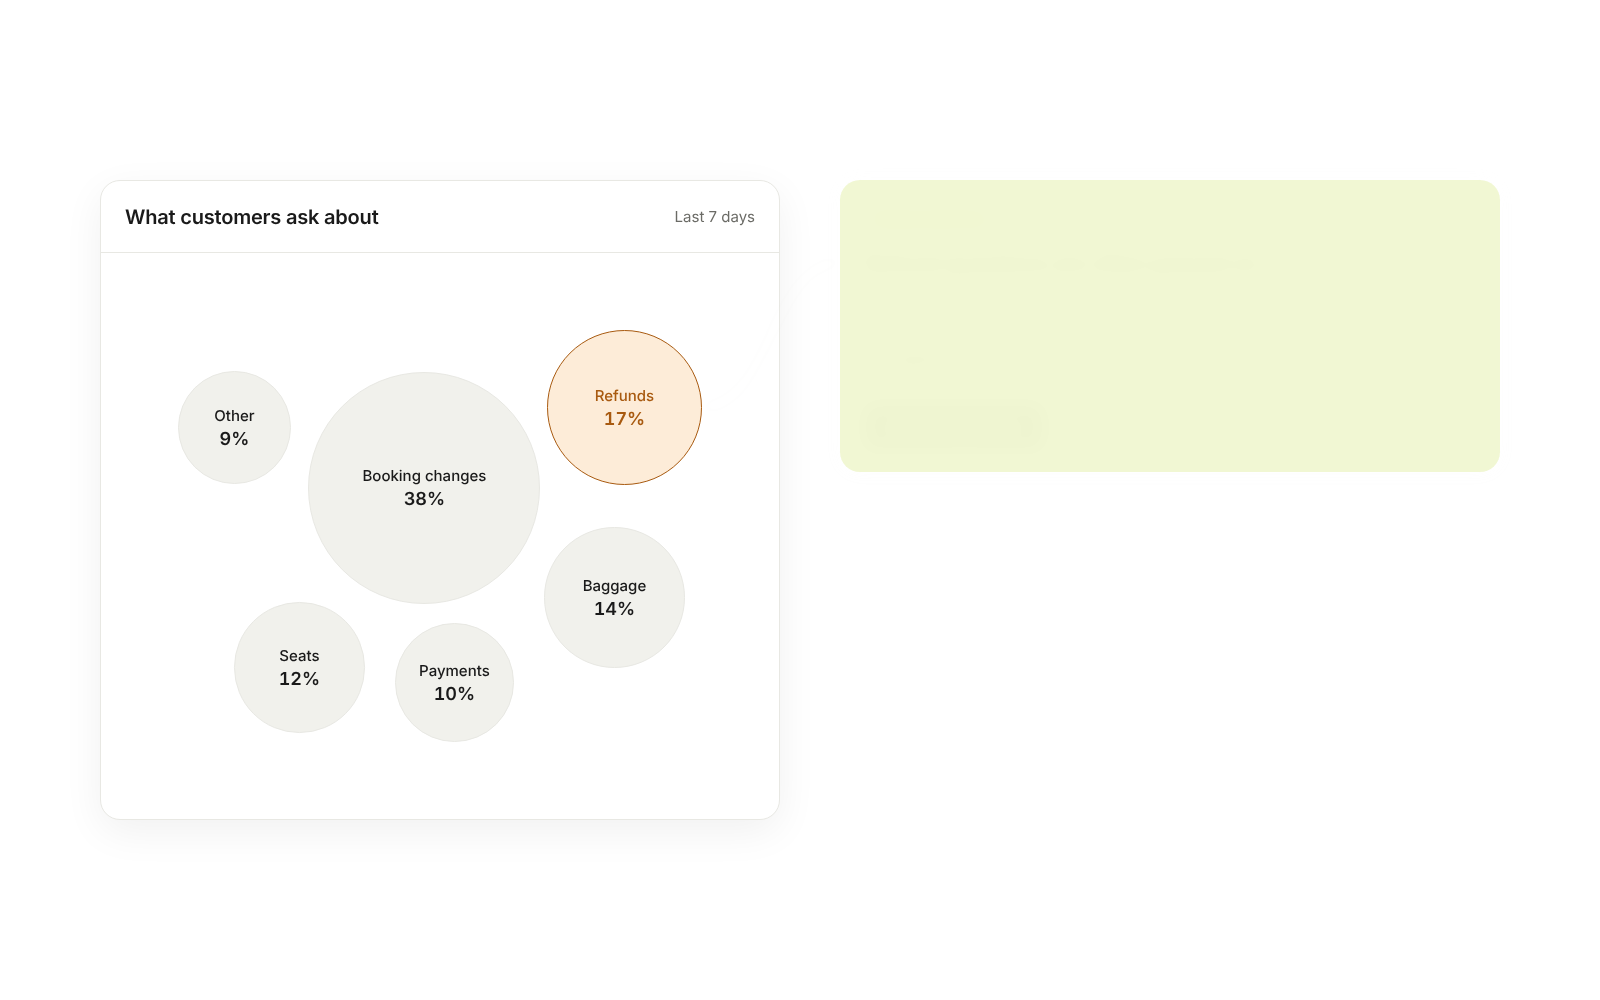 What customers ask about
Last 7 days
Refunds
17%
Other
9%
Booking changes
38%
Baggage
14%
Seats
12%
Payments
10%